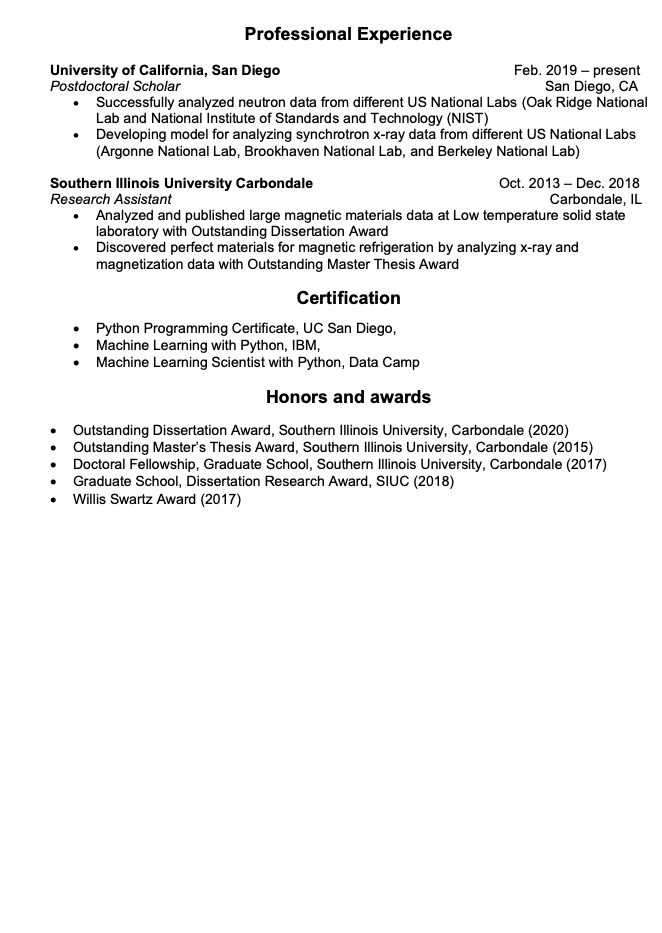 Professional Experience
University of California, San Diego Feb. 2019 – present
Postdoctoral Scholar San Diego, CA
• Successfully analyzed neutron data from different US National Labs (Oak Ridge National
Lab and National Institute of Standards and Technology (NIST)
• Developing model for analyzing synchrotron x-ray data from different US National Labs
(Argonne National Lab, Brookhaven National Lab, and Berkeley National Lab)
Southern Illinois University Carbondale Oct. 2013 – Dec. 2018
Research Assistant Carbondale, IL
• Analyzed and published large magnetic materials data at Low temperature solid state
laboratory with Outstanding Dissertation Award
• Discovered perfect materials for magnetic refrigeration by analyzing x-ray and
magnetization data with Outstanding Master Thesis Award
Certification
• Python Programming Certificate, UC San Diego,
• Machine Learning with Python, IBM,
• Machine Learning Scientist with Python, Data Camp
Honors and awards
• Outstanding Dissertation Award, Southern Illinois University, Carbondale (2020)
• Outstanding Master’s Thesis Award, Southern Illinois University, Carbondale (2015)
• Doctoral Fellowship, Graduate School, Southern Illinois University, Carbondale (2017)
• Graduate School, Dissertation Research Award, SIUC (2018)
• Willis Swartz Award (2017)